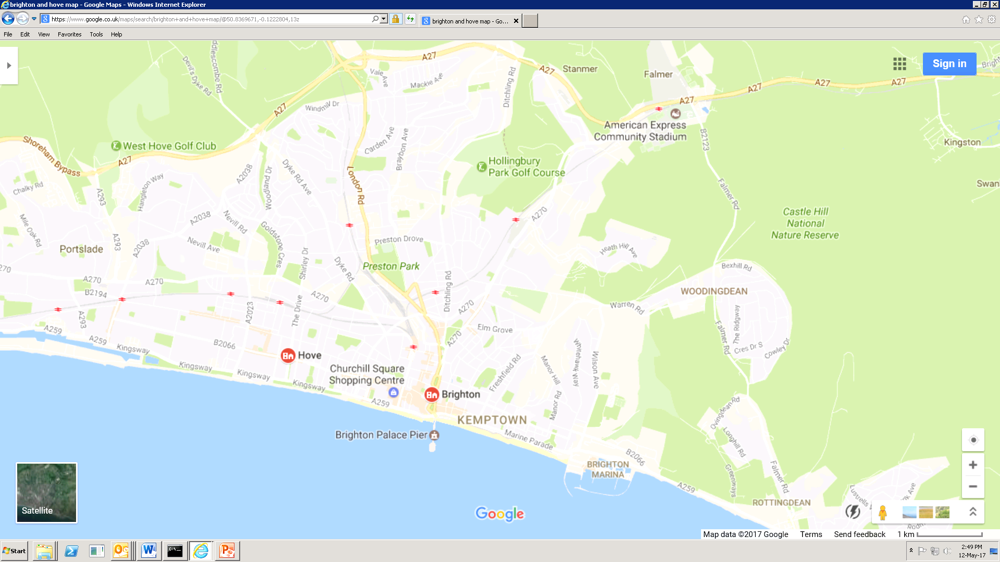 brighton and hove map - Google Maps - Windows Internet Explorer
https://www.google.co.uk/maps/search/brighton+and+hove+map/@50.8369671,-0.1222804,13z
brighton and hove map - Go...
File Edit View Favorites Tools Help
ddlescombe Rd
Devil's Dyke Rd
A27
Vale Ave
Mackie Ave
Ditchling Rd
A27
Stanmer
Falmer
Sign in
Bright
A27
A27
A27
A27
Windmill Dr
A27
American Express
Community Stadium
B2123
Kingston
Shoreham Bypass
West Hove Golf Club
A27
Carden Ave
Braybon Ave
Hollingbury
Park Golf Course
A2038
Woodland Dr
Dyke Rd Ave
London Rd
Chalky Rd
A293
Hangleton Way
Falmer Rd
Swan
Castle Hill
National
Nature Reserve
Mile Oak Rd
A2038
Nevill Rd
Goldstone Cres
A270
Preston Drove
Portslade
A293
A2038
Nevill Ave
Shirley Dr
Dyke Rd
Preston Park
Heath Hill Ave
Bexhill Rd
270
A270
A270
B2194
A270
The Drive
A2023
Ditchling Rd
A270
WOODINGDEAN
Warren Rd
The Ridgway
Falmer Rd
Cres Dr S
Cowley Dr
A293
A259
A259
Kingsway
B2066
Elm Grove
A270
Kingsway
Hove
Kingsway
Kingsway
Churchill Square
Shopping Centre
A259
Brighton
Freshfield Rd
Manor Hill
Whitehawk Way
Wilson Ave
Manor Rd
KEMPTOWN
Brighton Palace Pier
Marine Parade
Ovingdean Rd
Longhill Rd
B2066
BRIGHTON
MARINA
Greenways
Falmer Rd
A259
ROTTINGDEAN
Satellite
Google
Map data ©2017 Google Terms Send feedback 1 km
Start
C:\
2:49 PM
12-May-17